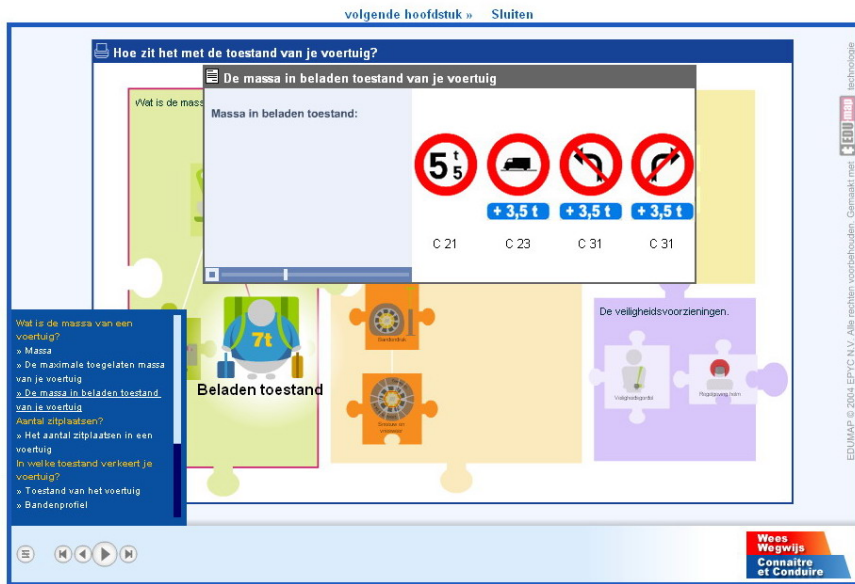 volgende hoofdstuk » Sluiten
Hoe zit het met de toestand van je voertuig?
Wat is de mass
De massa in beladen toestand van je voertuig
Massa in beladen toestand:
5 t 5
+ 3,5 t
+ 3,5 t
+ 3,5 t
C 21
C 23
C 31
C 31
7t
Beladen toestand
De veiligheidsvoorzieningen.
Veiligheidsgordel
Wat is de massa van een
voertuig?
» Massa
» De maximale toegelaten massa
van je voertuig
» De massa in beladen toestand
van je voertuig
Aantal zitplaatsen?
» Het aantal zitplaatsen in een
voertuig
In welke toestand verkeert je
voertuig?
» Toestand van het voertuig
» Bandenprofiel
EDUMAP © 2004 EPYC N.V. Alle rechten voorbehouden. Gemaakt met EDUmap technologie
Wees
Wegwijs
Connaitre
et Conduire